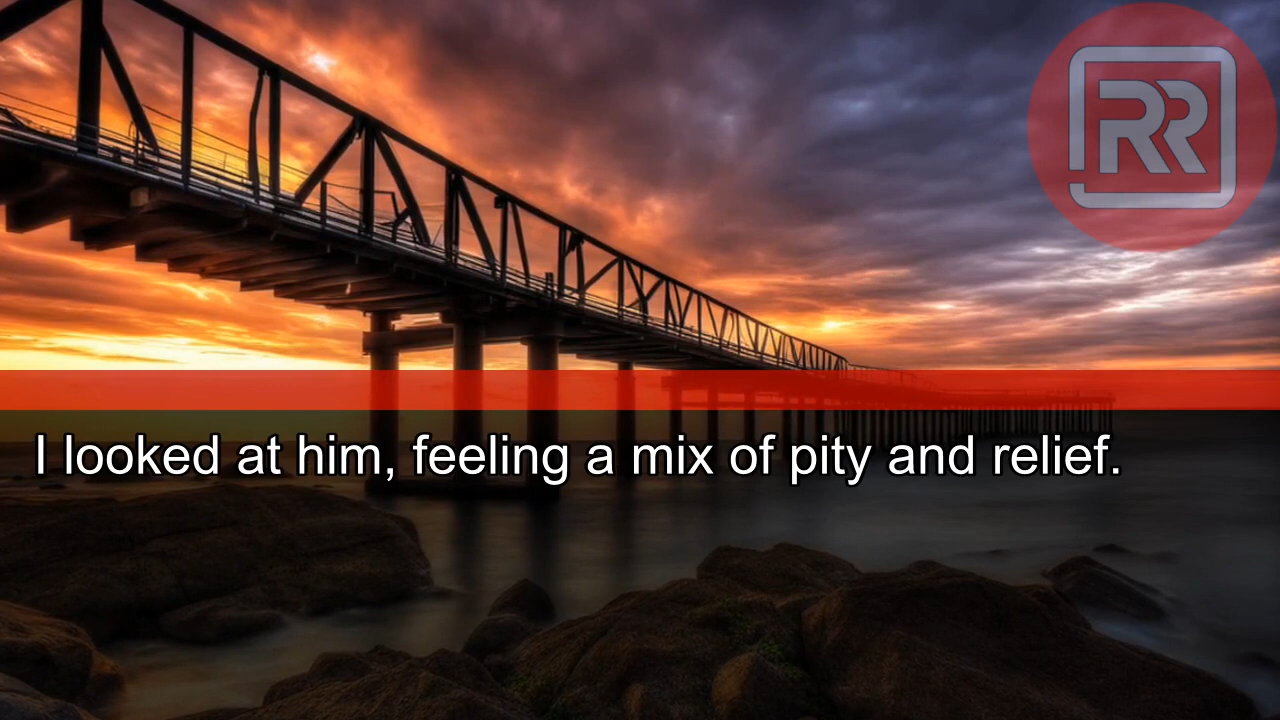 RR
I looked at him, feeling a mix of pity and relief.